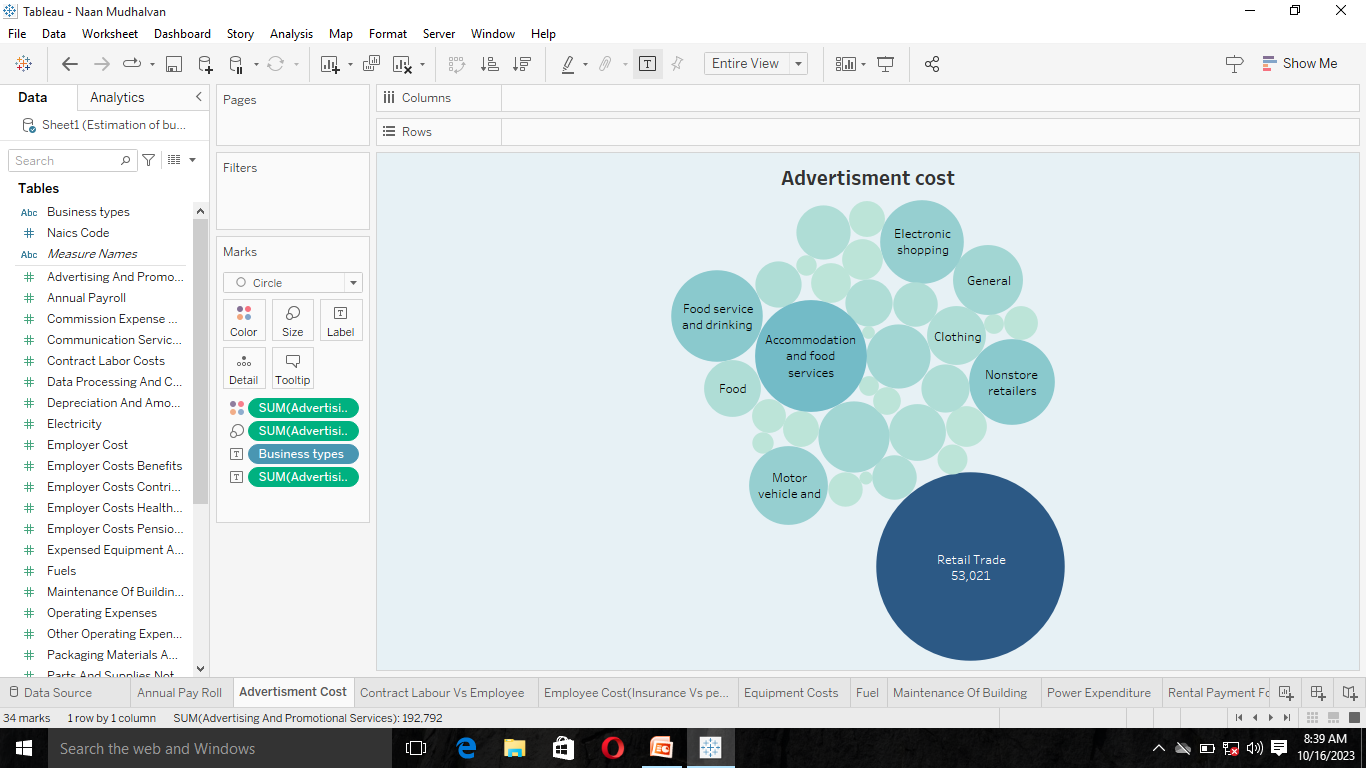 Tableau - Naan Mudhalvan
File Data Worksheet Dashboard Story Analysis Map Format Server Window Help
Entire View
Show Me
Data Analytics
Sheet1 (Estimation of bu...
Search
Tables
Abc Business types
# Naics Code
Abc Measure Names
# Advertising And Promo...
# Annual Payroll
# Commission Expense ...
# Communication Servic...
# Contract Labor Costs
# Data Processing And C...
# Depreciation And Amo...
# Electricity
# Employer Cost
# Employer Costs Benefits
# Employer Costs Contri...
# Employer Costs Health...
# Employer Costs Pensio...
# Expensed Equipment A...
# Fuels
# Maintenance Of Buildin...
# Operating Expenses
# Other Operating Expen...
# Packaging Materials A...
# Parts And Supplies Not
Pages
Filters
Marks
Circle
Color Size Label
Detail Tooltip
SUM(Advertisi..
SUM(Advertisi..
Business types
SUM(Advertisi..
Columns
Rows
Advertisment cost
Electronic
shopping
General
Food service
and drinking
Accommodation
and food
services
Clothing
Nonstore
retailers
Food
Motor
vehicle and
Retail Trade
53,021
Data Source Annual Pay Roll Advertisment Cost Contract Labour Vs Employee Employee Cost(Insurance Vs pe... Equipment Costs Fuel Maintenance Of Building Power Expenditure Rental Payment Fo
34 marks 1 row by 1 column SUM(Advertising And Promotional Services): 192,792
Search the web and Windows
8:39 AM
10/16/2023